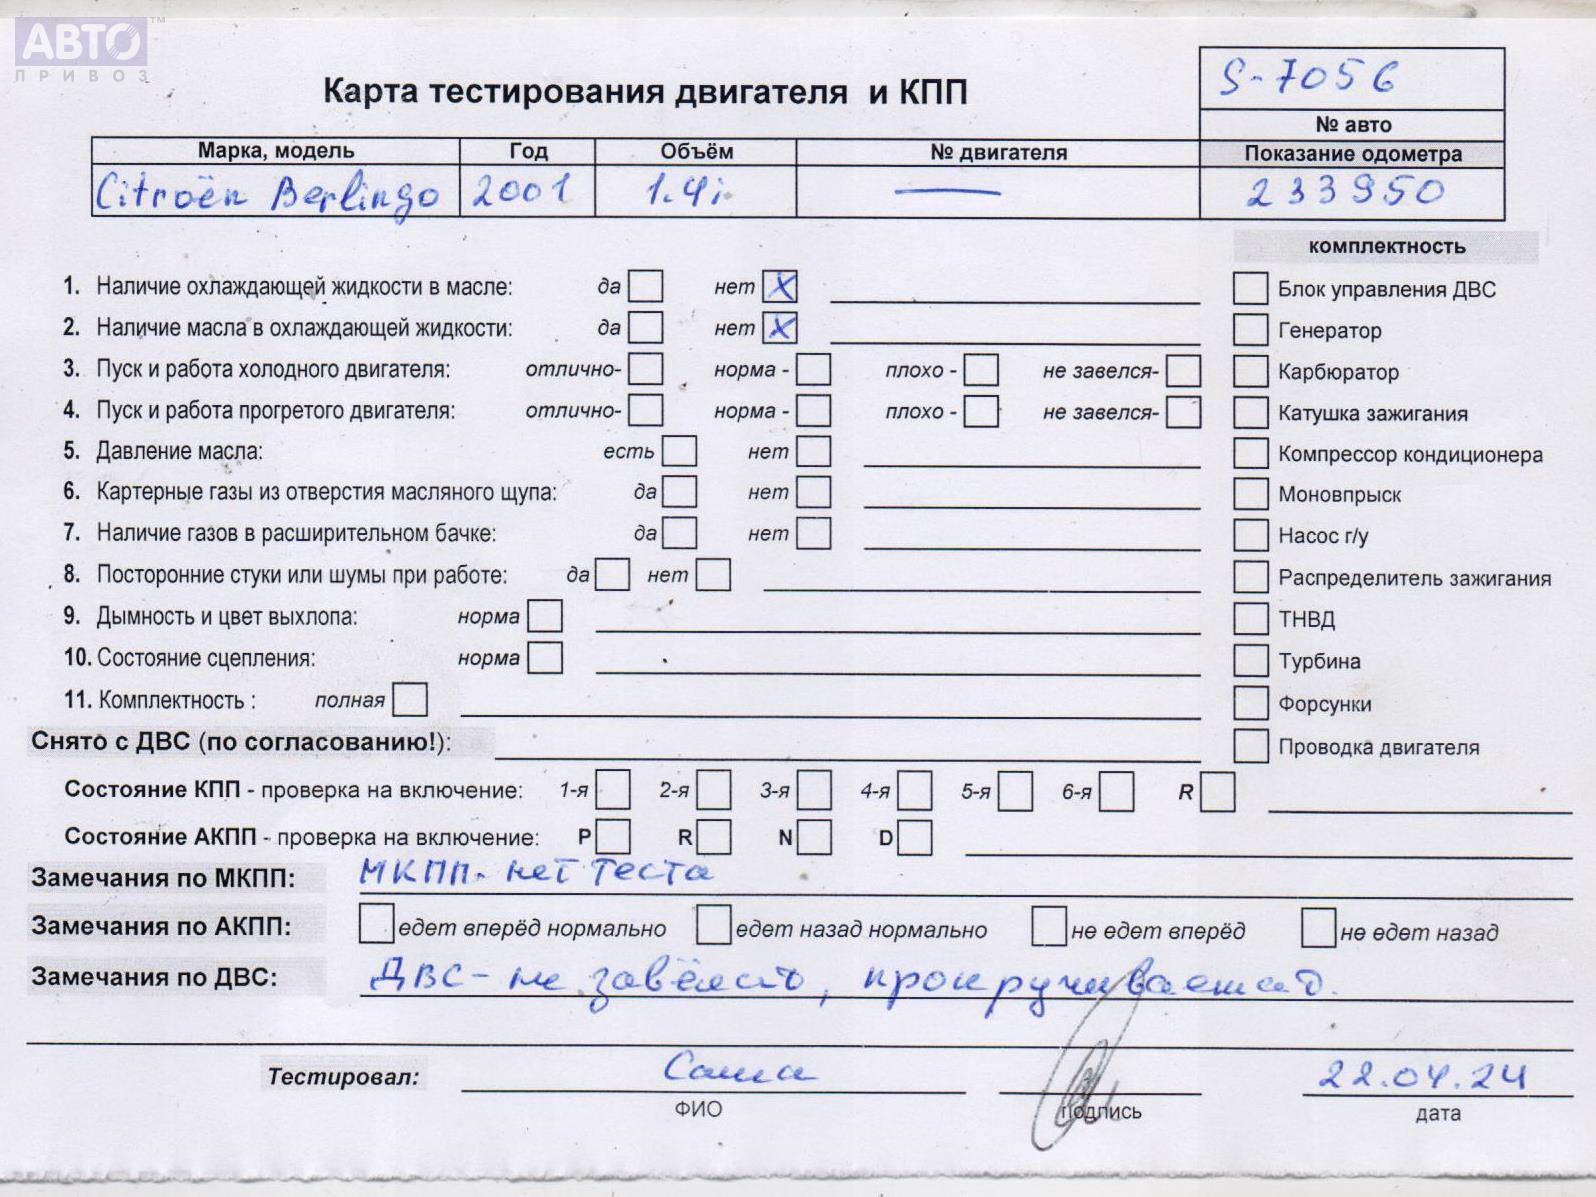 АВТО™
ПРИВОЗ
Карта тестирования двигателя и КПП
S-7056
№ авто
Марка, модель Год Объём № двигателя Показание одометра
Citroën Berlingo 2001 1.4i — 233950
комплектность
1. Наличие охлаждающей жидкости в масле: да нет X
Блок управления ДВС
2. Наличие масла в охлаждающей жидкости: да нет X
Генератор
3. Пуск и работа холодного двигателя: отлично- норма - плохо - не завелся-
Карбюратор
4. Пуск и работа прогретого двигателя: отлично- норма - плохо - не завелся-
Катушка зажигания
5. Давление масла: есть нет
Компрессор кондиционера
6. Картерные газы из отверстия масляного щупа: да нет
Моновпрыск
7. Наличие газов в расширительном бачке: да нет
Насос г/у
8. Посторонние стуки или шумы при работе: да нет
Распределитель зажигания
9. Дымность и цвет выхлопа: норма
ТНВД
10. Состояние сцепления: норма
Турбина
11. Комплектность : полная
Форсунки
Снято с ДВС (по согласованию!):
Проводка двигателя
Состояние КПП - проверка на включение: 1-я 2-я 3-я 4-я 5-я 6-я R
Состояние АКПП - проверка на включение: P R N D
Замечания по МКПП: МКПП- нет теста
Замечания по АКПП: едет вперёд нормально едет назад нормально не едет вперёд не едет назад
Замечания по ДВС: ДВС - не завёлся, прокручивается.
Тестировал: Саша 22.04.24
ФИО подпись дата